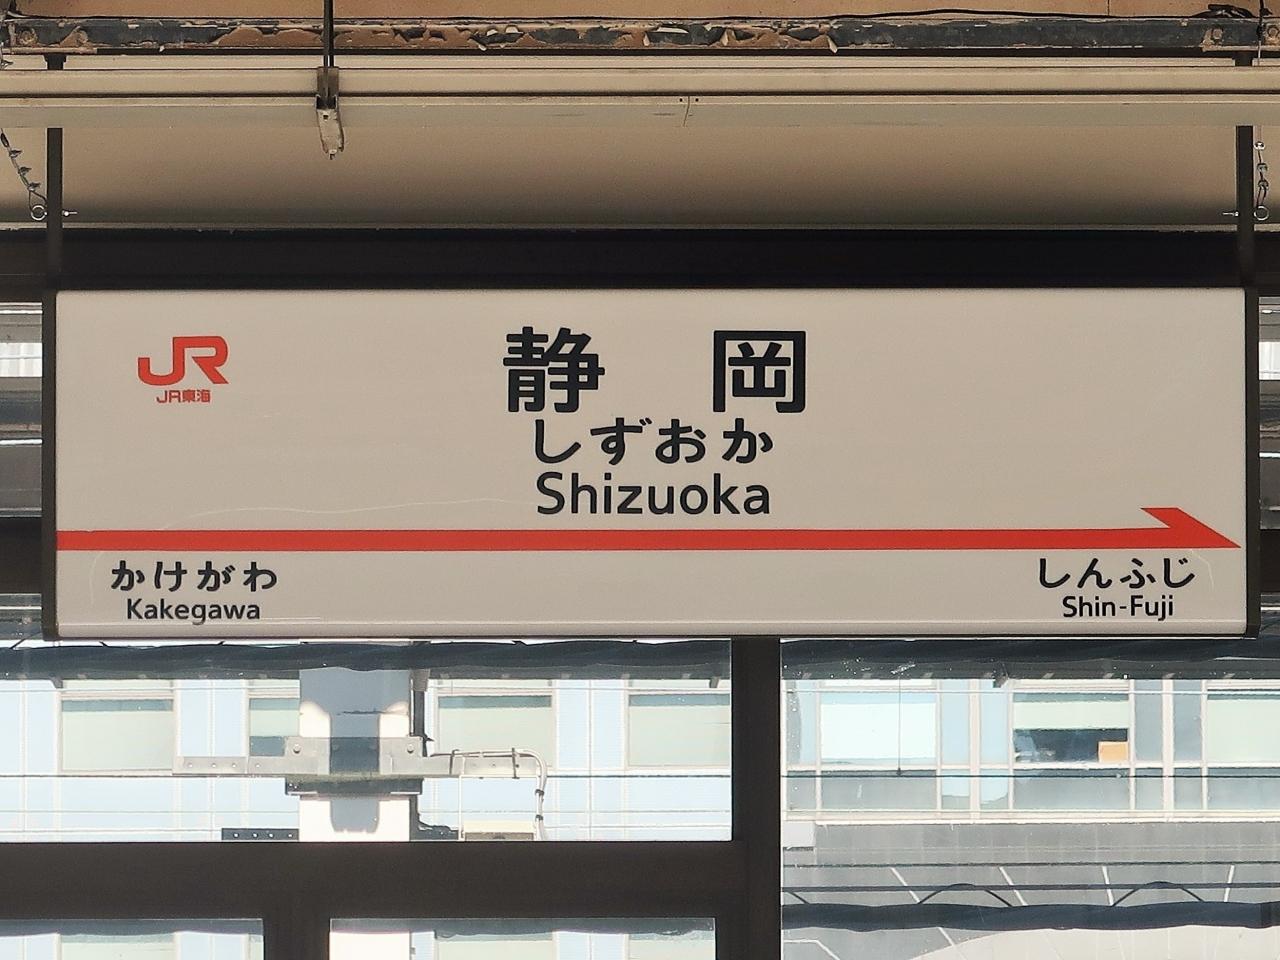 JR
JR東海
静岡
しずおか
Shizuoka
かけがわ
Kakegawa
しんふじ
Shin-Fuji